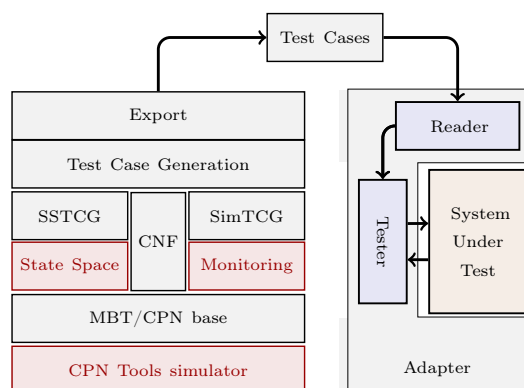 Test Cases
Export
Test Case Generation
SSTCG
CNF
SimTCG
State Space
Monitoring
MBT/CPN base
CPN Tools simulator
Reader
Tester
System
Under
Test
Adapter